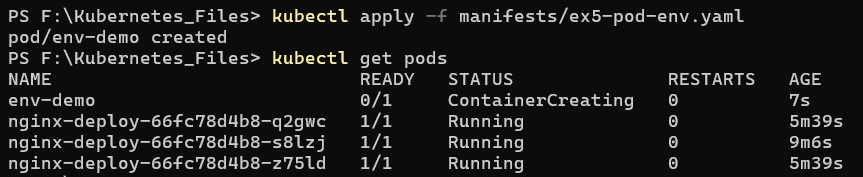 PS F:\Kubernetes_Files> kubectl apply -f manifests/ex5-pod-env.yaml
pod/env-demo created
PS F:\Kubernetes_Files> kubectl get pods
NAME                            READY   STATUS              RESTARTS   AGE
env-demo                        0/1     ContainerCreating   0          7s
nginx-deploy-66fc78d4b8-q2gwc   1/1     Running             0          5m39s
nginx-deploy-66fc78d4b8-s8lzj   1/1     Running             0          9m6s
nginx-deploy-66fc78d4b8-z75ld   1/1     Running             0          5m39s